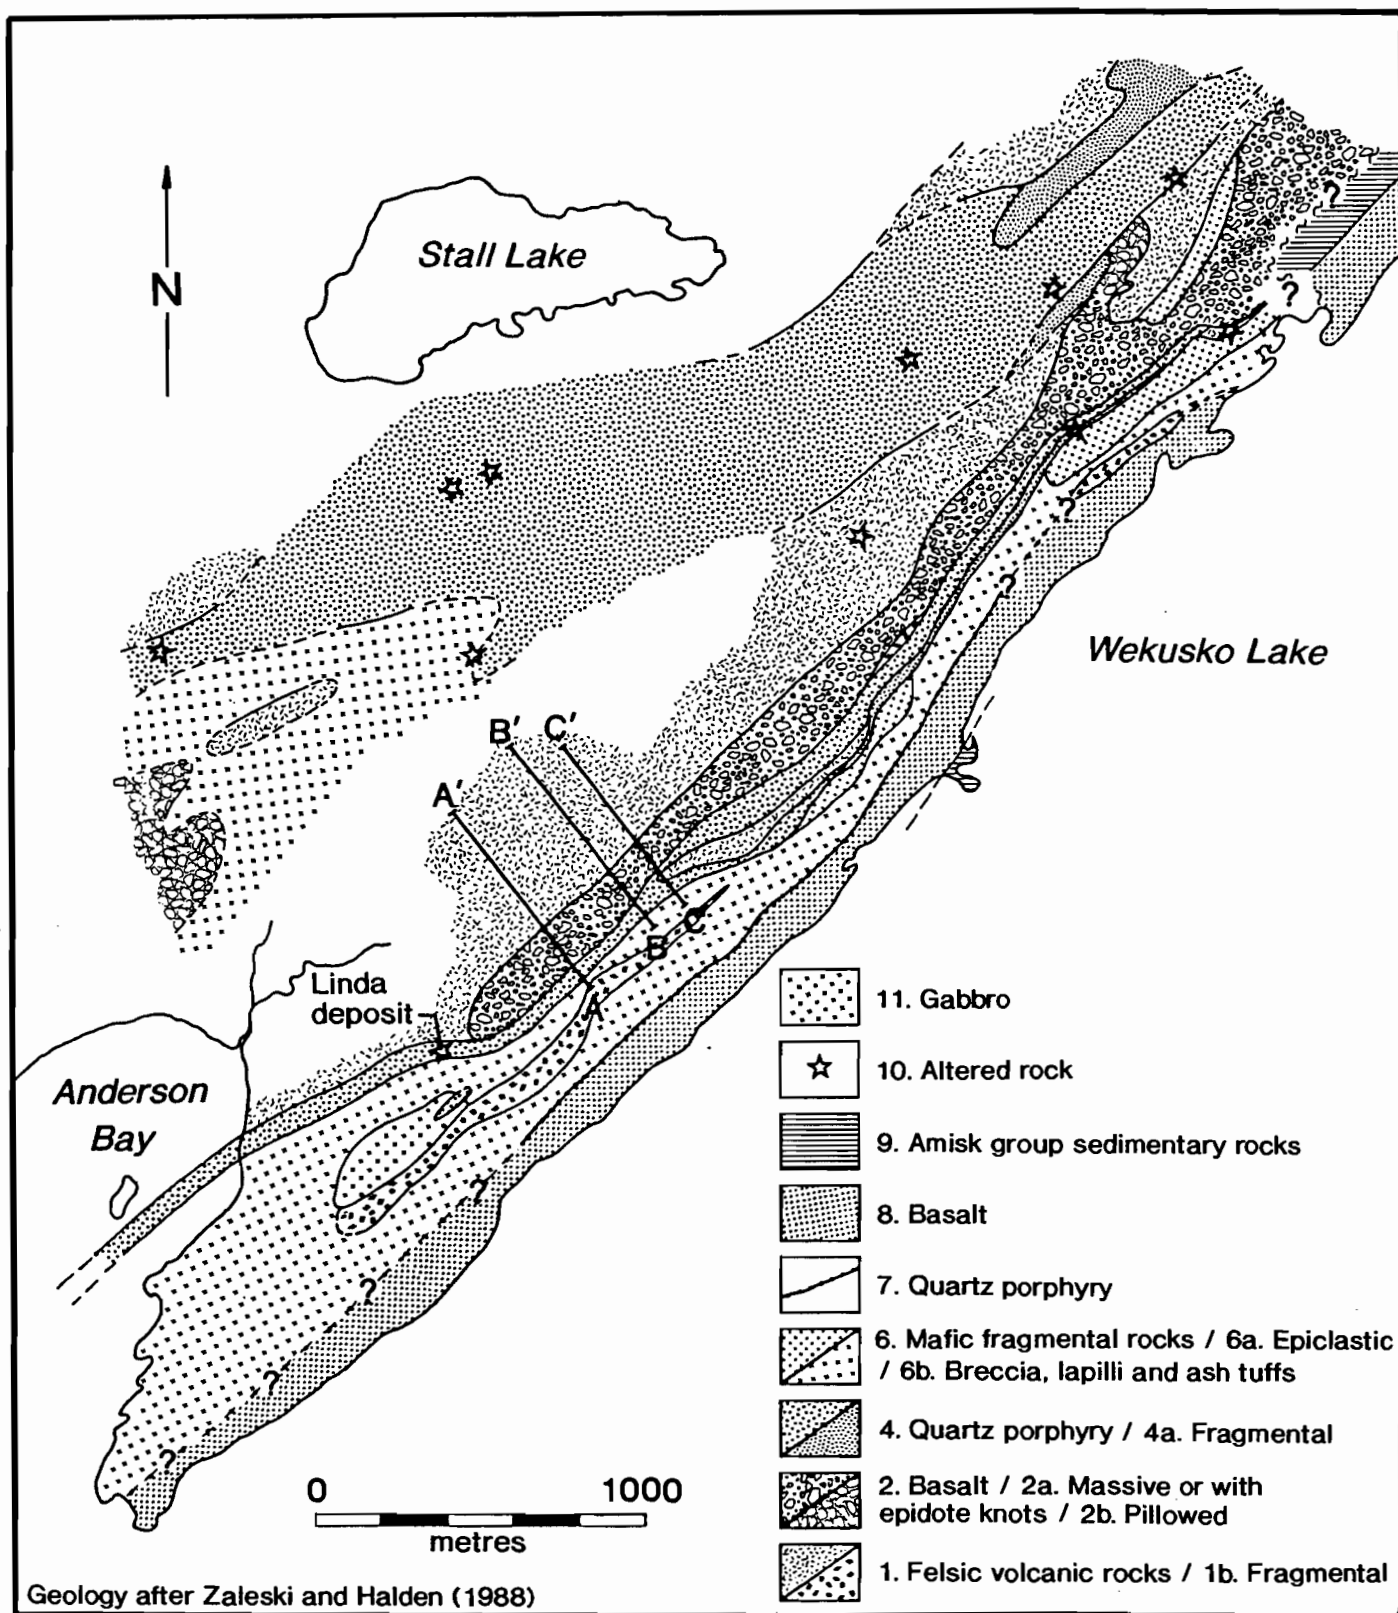 Stall Lake
N
?
?
?
?
Wekusko Lake
B' C'
A'
C
B
A
Linda
deposit
Anderson
Bay
?
?
?
?
11. Gabbro
10. Altered rock
9. Amisk group sedimentary rocks
8. Basalt
7. Quartz porphyry
6. Mafic fragmental rocks / 6a. Epiclastic
/ 6b. Breccia, lapilli and ash tuffs
4. Quartz porphyry / 4a. Fragmental
2. Basalt / 2a. Massive or with
epidote knots / 2b. Pillowed
1. Felsic volcanic rocks / 1b. Fragmental
0 1000
metres
Geology after Zaleski and Halden (1988)